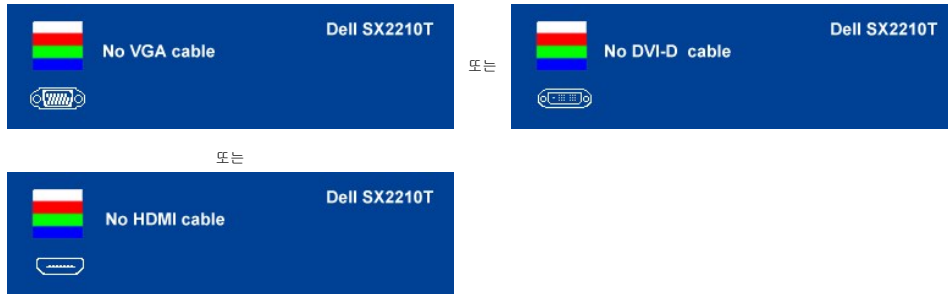 Dell SX2210T
No VGA cable
또는
Dell SX2210T
No DVI-D cable
또는
Dell SX2210T
No HDMI cable